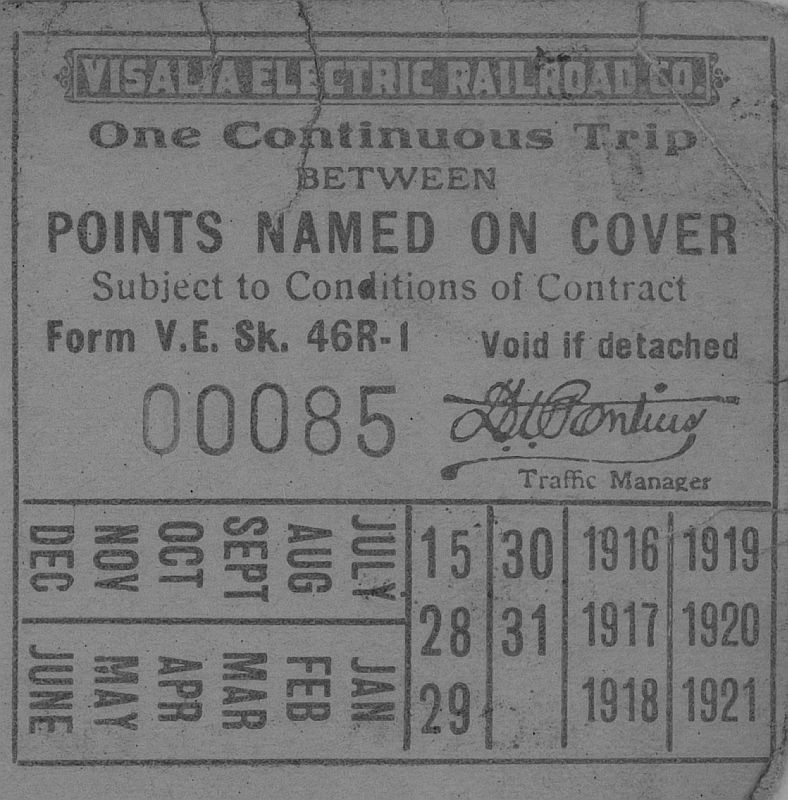 VISALIA ELECTRIC RAILROAD CO.
One Continuous Trip
BETWEEN
POINTS NAMED ON COVER
Subject to Conditions of Contract
Form V.E. Sk. 46R-1
Void if detached
00085
Traffic Manager
JULY
AUG
SEPT
OCT
NOV
DEC
JAN
FEB
MAR
APR
MAY
JUNE
15 30 1916 1919
28 31 1917 1920
29 1918 1921